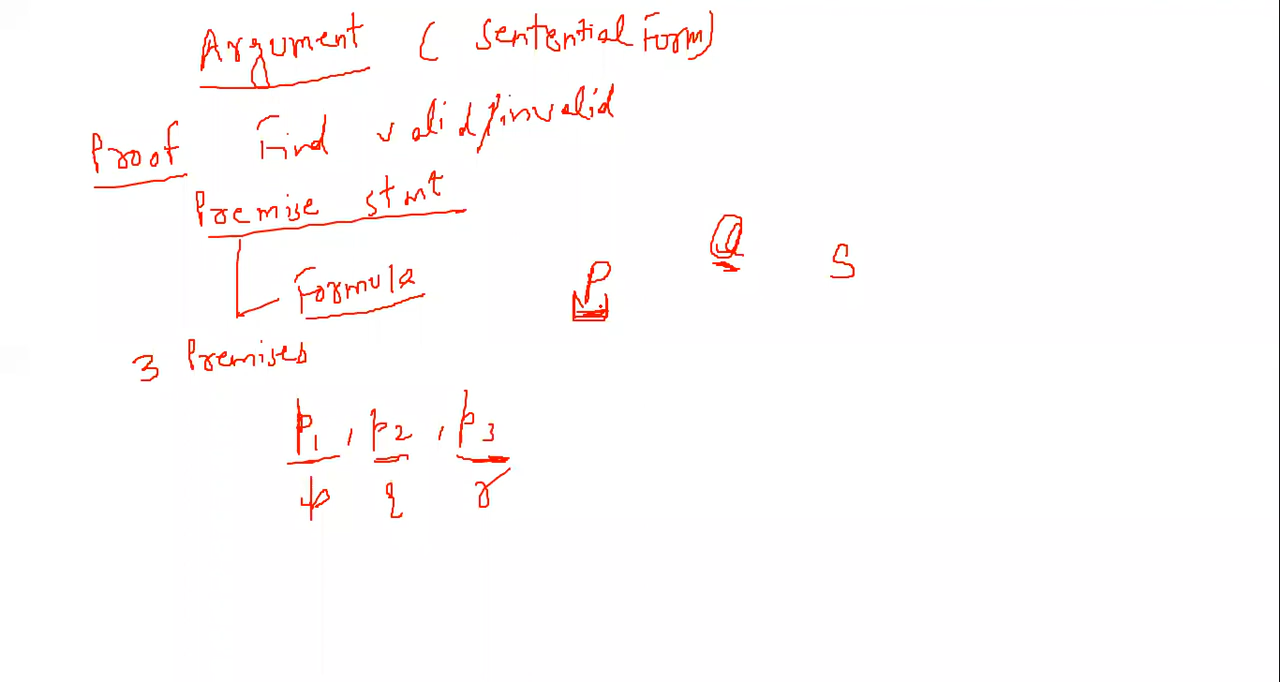 Argument ( Sentential Form)
Proof Find valid/invalid
Premise stmt
Q S
Formula P
3 Premises
p1 , p2 , p3
p q r